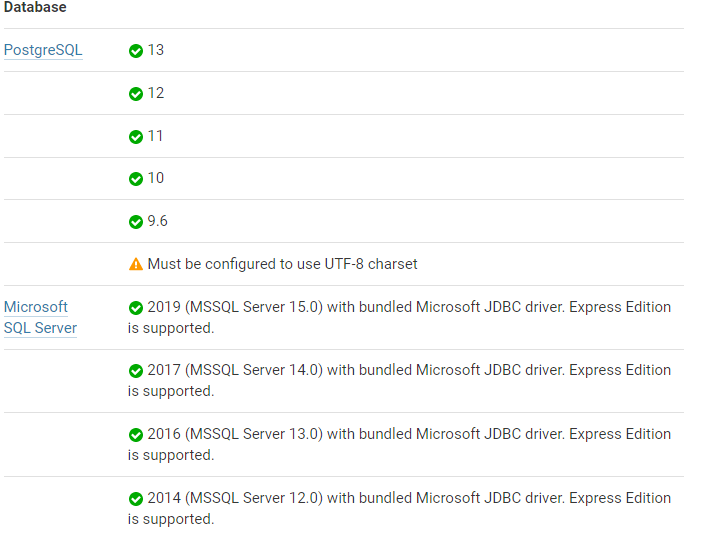 Database
PostgreSQL 13
12
11
10
9.6
Must be configured to use UTF-8 charset
Microsoft 2019 (MSSQL Server 15.0) with bundled Microsoft JDBC driver. Express Edition
SQL Server is supported.
2017 (MSSQL Server 14.0) with bundled Microsoft JDBC driver. Express Edition
is supported.
2016 (MSSQL Server 13.0) with bundled Microsoft JDBC driver. Express Edition
is supported.
2014 (MSSQL Server 12.0) with bundled Microsoft JDBC driver. Express Edition
is supported.